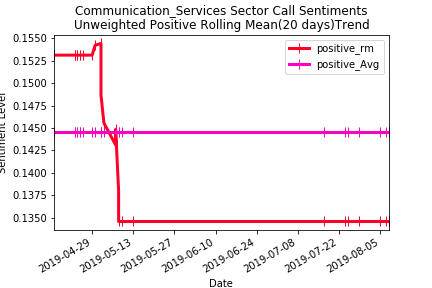 Communication_Services Sector Call Sentiments
Unweighted Positive Rolling Mean(20 days)Trend
positive_rm
positive_Avg
Sentiment Level
0.1550
0.1525
0.1500
0.1475
0.1450
0.1425
0.1400
0.1375
0.1350
2019-04-29
2019-05-13
2019-05-27
2019-06-10
2019-06-24
2019-07-08
2019-07-22
2019-08-05
Date